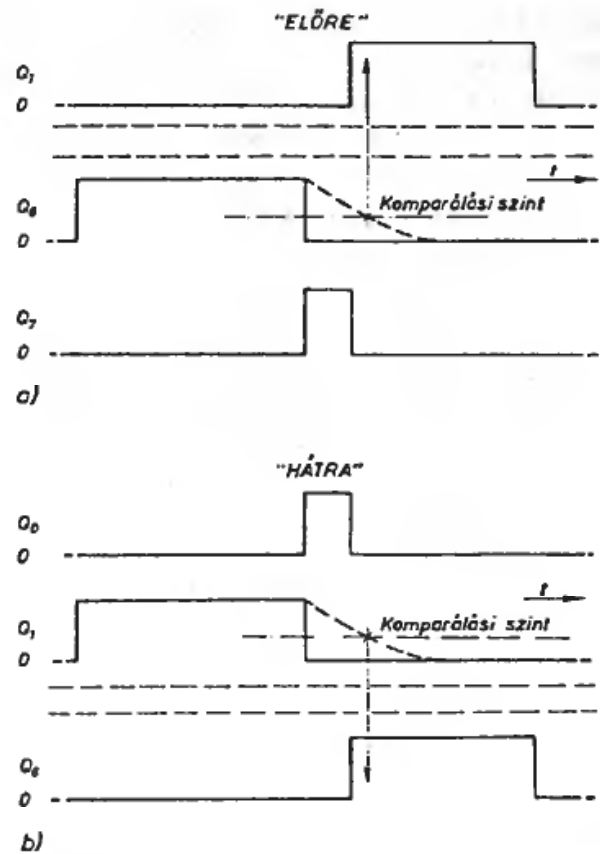 "ELŐRE"
Q₁
0
t
Q₆
Komparálási szint
0
Q₇
0
a)
"HÁTRA"
Q₀
0
t
Q₁
Komparálási szint
0
Q₆
0
b)